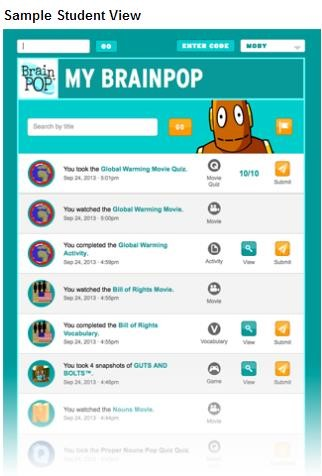 Sample Student View
GO
ENTER CODE
MOBY
Brain
POP
MY BRAINPOP
Search by title
GO
You took the Global Warming Movie Quiz.
Sep 24, 2013 - 5:01pm
Q
Movie
Quiz
10/10
Submit
You watched the Global Warming Movie.
Sep 24, 2013 - 5:00pm
Movie
You completed the Global Warming
Activity.
Sep 24, 2013 - 4:59pm
Activity
View
Submit
You watched the Bill of Rights Movie.
Sep 24, 2013 - 4:55pm
Movie
You completed the Bill of Rights
Vocabulary.
Sep 24, 2013 - 4:55pm
V
Vocabulary
View
Submit
You took 4 snapshots of GUTS AND
BOLTS™.
Sep 24, 2013 - 4:46pm
Game
View
Submit
N
You watched the Nouns Movie.
Sep 24, 2013 - 4:44pm
Movie
You took the Proper Nouns Pop Quiz Quiz.
Q